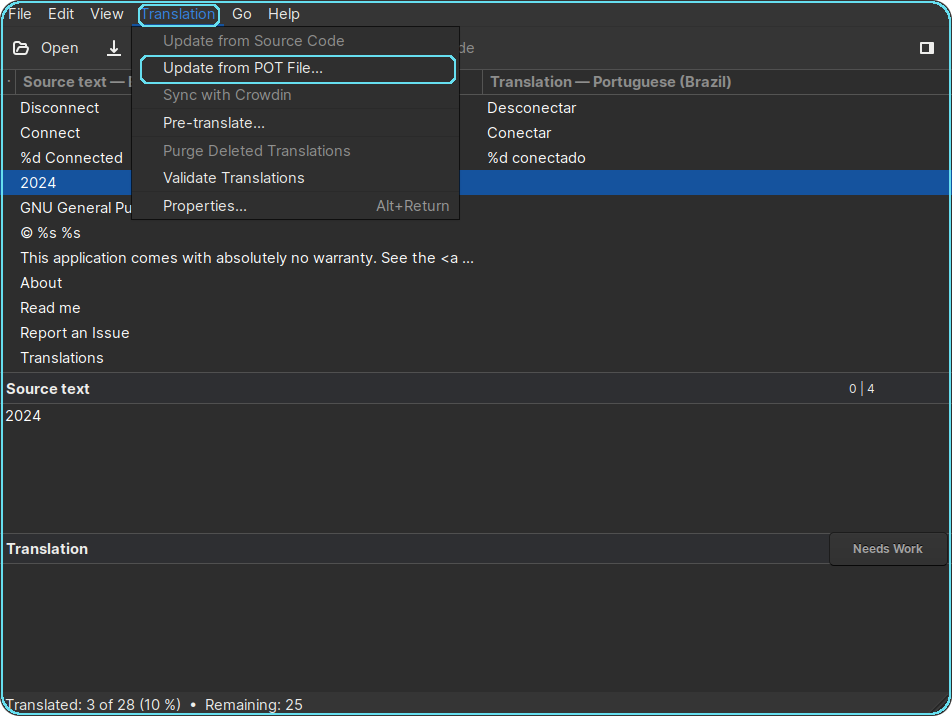 File Edit View Translation Go Help
Open
Update from Source Code
Update from POT File...
Sync with Crowdin
Pre-translate...
Purge Deleted Translations
Validate Translations
Properties... Alt+Return
Source text — Translation — Portuguese (Brazil)
Disconnect Desconectar
Connect Conectar
%d Connected %d conectado
2024
GNU General Pu
© %s %s
This application comes with absolutely no warranty. See the <a ...
About
Read me
Report an Issue
Translations
Source text 0 | 4
2024
Translation Needs Work
Translated: 3 of 28 (10 %) • Remaining: 25